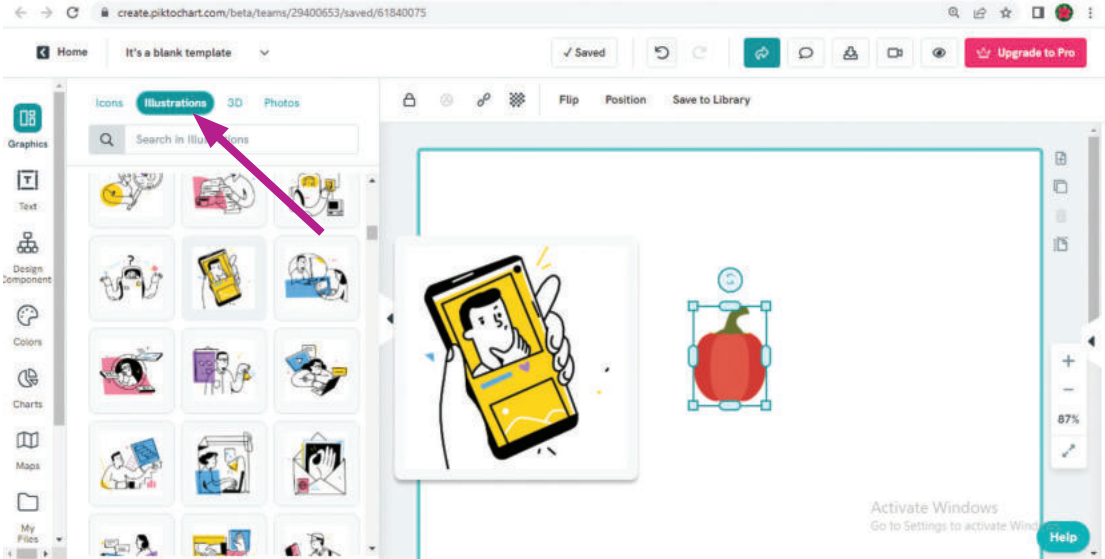 create.piktochart.com/beta/teams/29400653/saved/61840075
Home
It's a blank template
✓ Saved
Upgrade to Pro
Icons
Illustrations
3D
Photos
Flip
Position
Save to Library
Search in Illustrations
Graphics
Text
Design
Component
Colors
Charts
Maps
My
Files
?
87%
Activate Windows
Go to Settings to activate Wind
Help